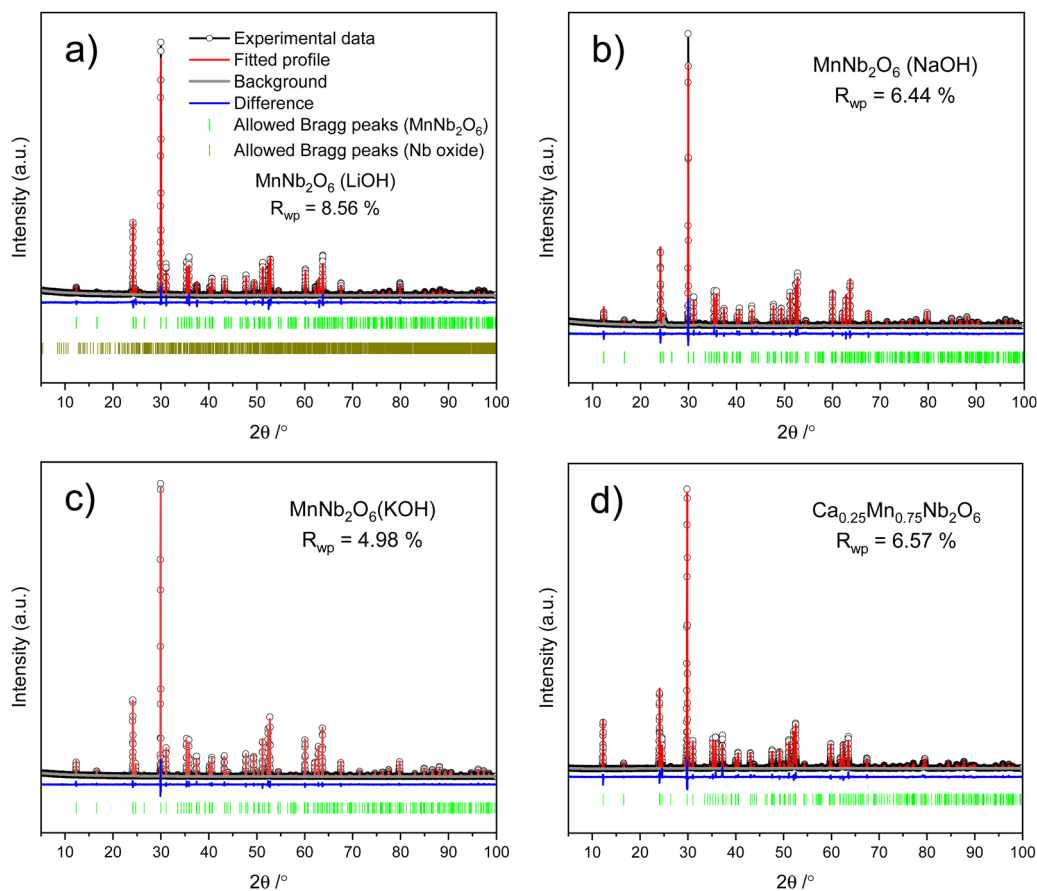 a)
Experimental data
Fitted profile
Background
Difference
Allowed Bragg peaks (MnNb₂O₆)
Allowed Bragg peaks (Nb oxide)
MnNb₂O₆ (LiOH)
R_wp = 8.56 %
Intensity (a.u.)
10 20 30 40 50 60 70 80 90 100
2θ /°
b)
MnNb₂O₆ (NaOH)
R_wp = 6.44 %
Intensity (a.u.)
10 20 30 40 50 60 70 80 90 100
2θ /°
c)
MnNb₂O₆(KOH)
R_wp = 4.98 %
Intensity (a.u.)
10 20 30 40 50 60 70 80 90 100
2θ /°
d)
Ca₀.₂₅Mn₀.₇₅Nb₂O₆
R_wp = 6.57 %
Intensity (a.u.)
10 20 30 40 50 60 70 80 90 100
2θ /°